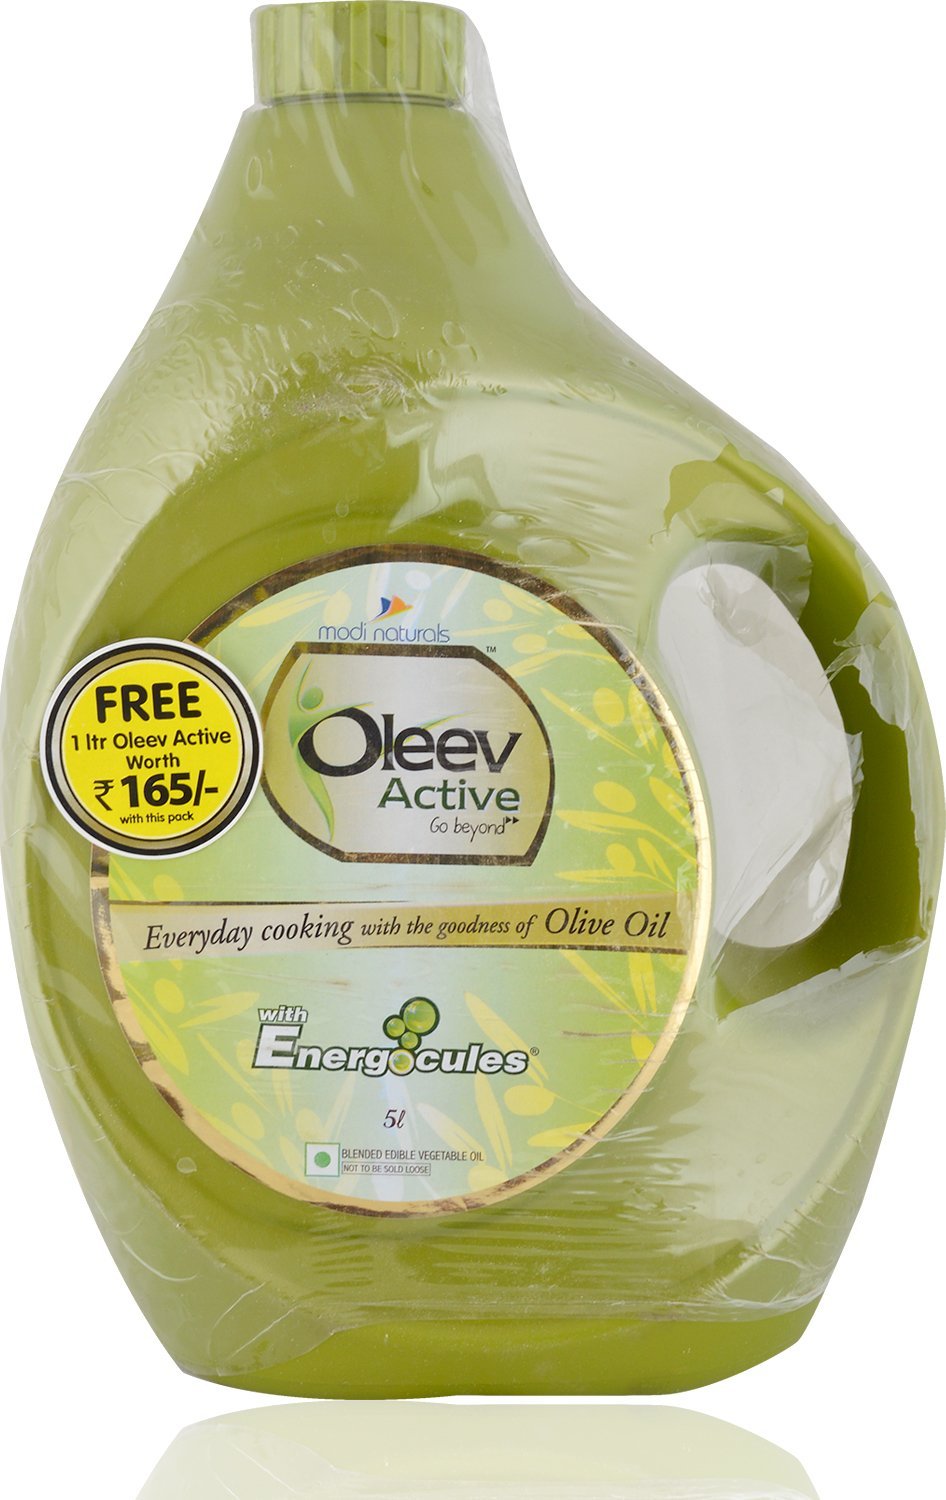 modi naturals
TM
Oleev
Active
Go beyond
FREE
1 ltr Oleev Active
Worth
₹ 165/-
with this pack
Everyday cooking with the goodness of Olive Oil
with
Energocules®
5ℓ
BLENDED EDIBLE VEGETABLE OIL
NOT TO BE SOLD LOOSE